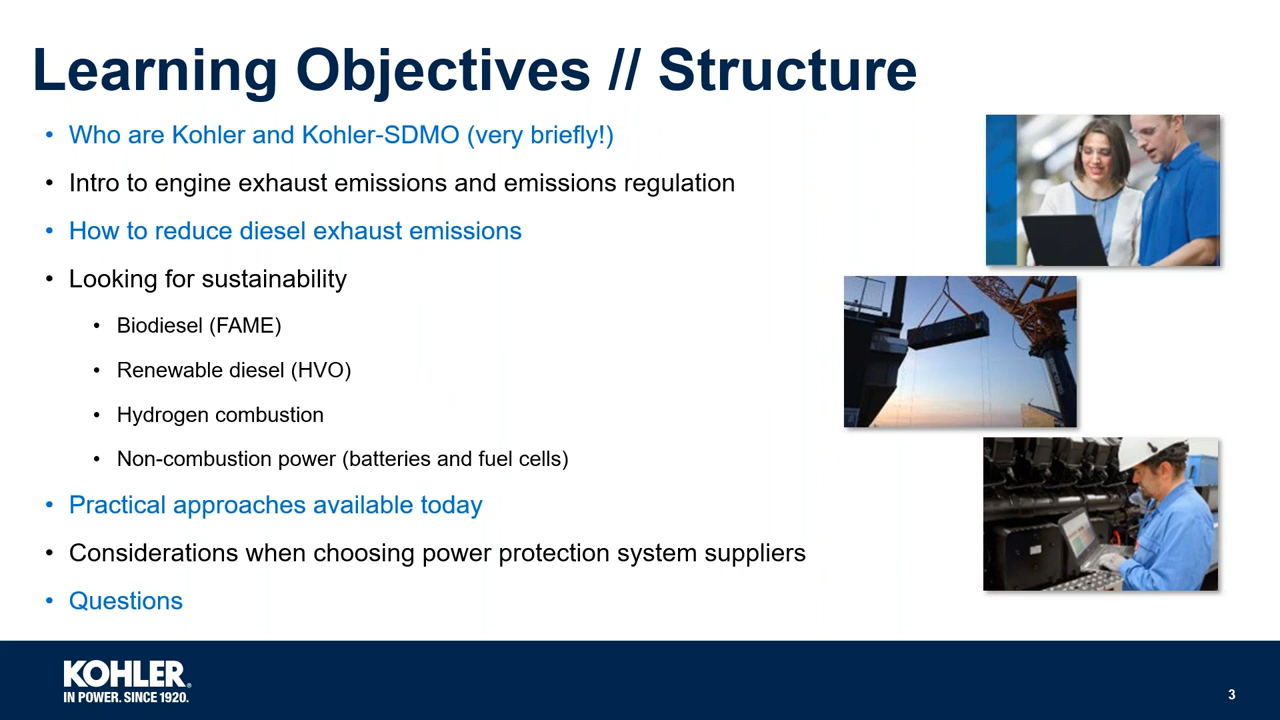 Learning Objectives // Structure
• Who are Kohler and Kohler-SDMO (very briefly!)
• Intro to engine exhaust emissions and emissions regulation
• How to reduce diesel exhaust emissions
• Looking for sustainability
• Biodiesel (FAME)
• Renewable diesel (HVO)
• Hydrogen combustion
• Non-combustion power (batteries and fuel cells)
• Practical approaches available today
• Considerations when choosing power protection system suppliers
• Questions
KOHLER®
IN POWER. SINCE 1920.
3